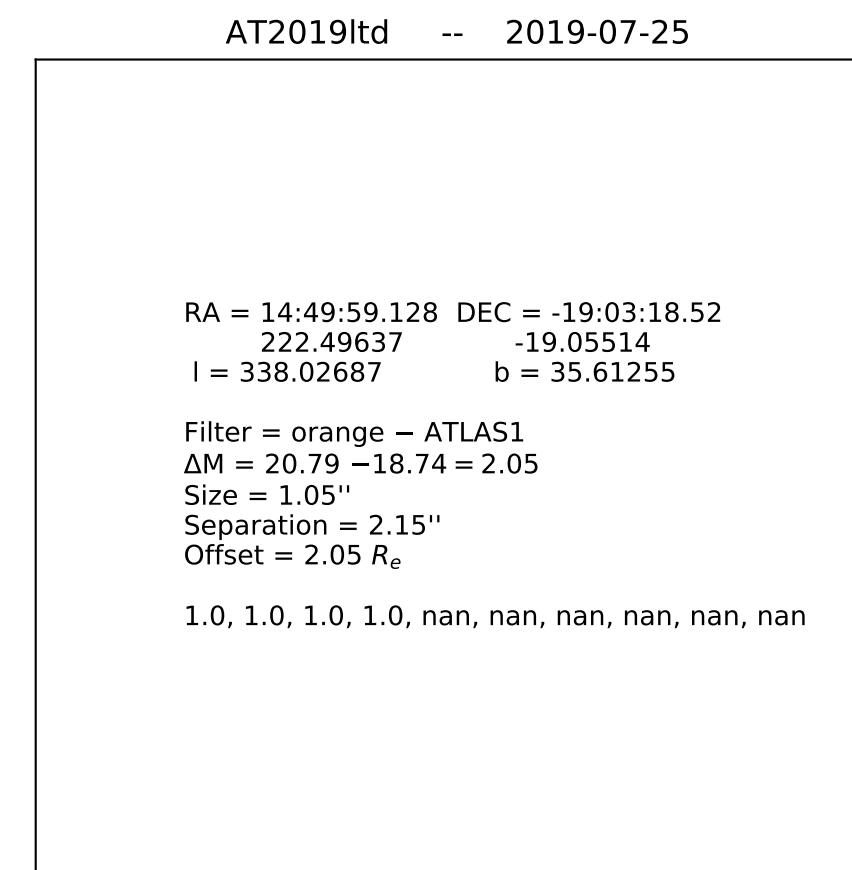 AT2019ltd -- 2019-07-25
RA = 14:49:59.128 DEC = -19:03:18.52
222.49637 -19.05514
l = 338.02687 b = 35.61255
Filter = orange − ATLAS1
ΔM = 20.79 −18.74 = 2.05
Size = 1.05''
Separation = 2.15''
Offset = 2.05 Rₑ
1.0, 1.0, 1.0, 1.0, nan, nan, nan, nan, nan, nan